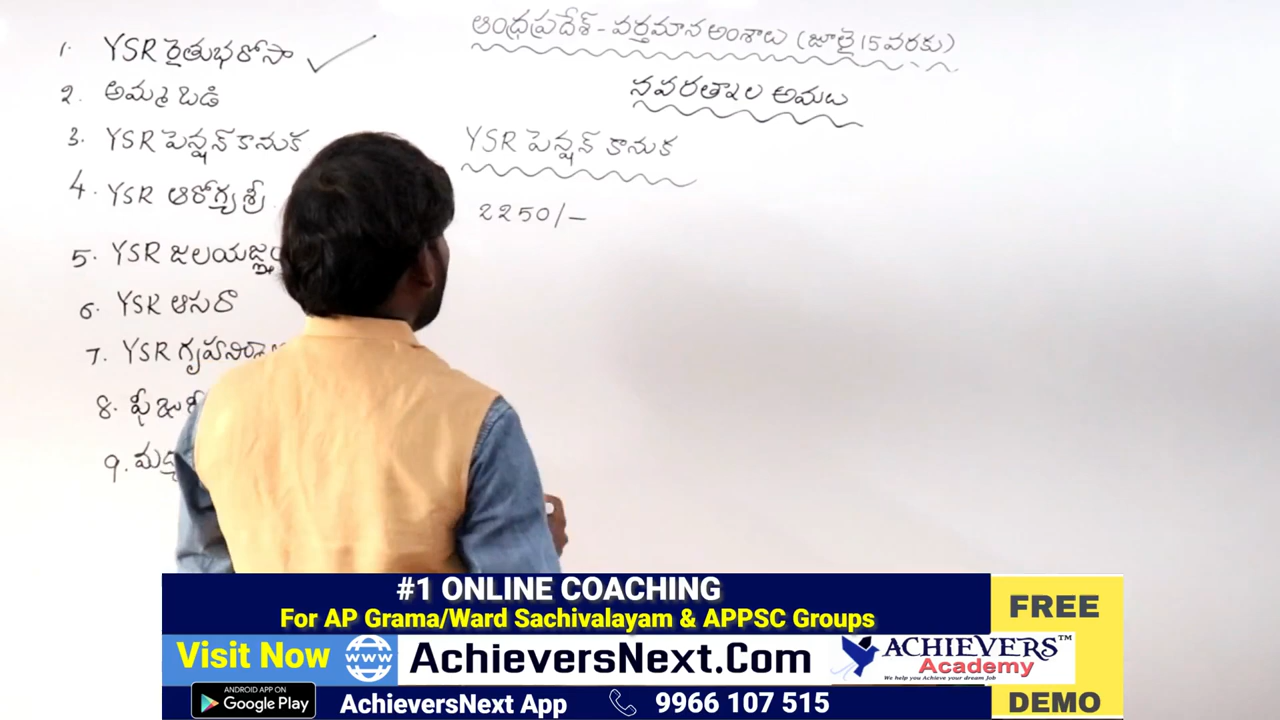 ఆంధ్రప్రదేశ్ - వర్తమాన అంశాలు (జూలై 15 వరకు)
నవరత్నాల అమలు
1. YSR రైతుభరోసా
2. అమ్మ ఒడి
3. YSR పెన్షన్ కానుక
4. YSR ఆరోగ్యశ్రీ
5. YSR జలయజ్ఞం
6. YSR ఆసరా
7. YSR
8.
9.
YSR పెన్షన్ కానుక
2250/-
#1 ONLINE COACHING
For AP Grama/Ward Sachivalayam & APPSC Groups
Visit Now www AchieversNext.Com
ACHIEVERS™
Academy
We help you Achieve your dream Job
ANDROID APP ON
Google Play
AchieversNext App 9966 107 515
FREE
DEMO